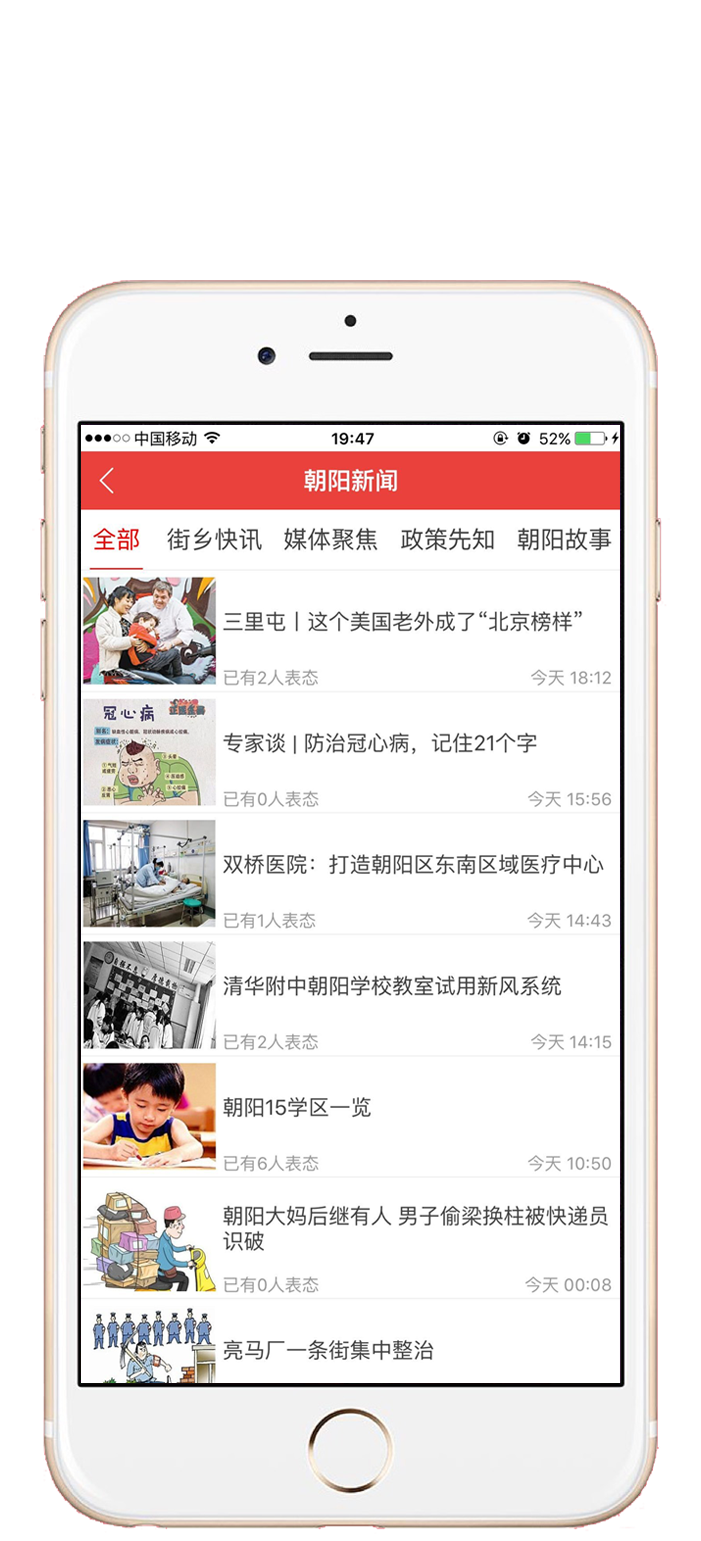 中国移动 19:47 52%
朝阳新闻
全部 街乡快讯 媒体聚焦 政策先知 朝阳故事
三里屯丨这个美国老外成了“北京榜样”
已有2人表态 今天 18:12
冠心病
专家谈 | 防治冠心病，记住21个字
已有0人表态 今天 15:56
双桥医院：打造朝阳区东南区域医疗中心
已有1人表态 今天 14:43
清华附中朝阳学校教室试用新风系统
已有2人表态 今天 14:15
朝阳15学区一览
已有6人表态 今天 10:50
朝阳大妈后继有人 男子偷梁换柱被快递员
识破
已有0人表态 今天 00:08
亮马厂一条街集中整治